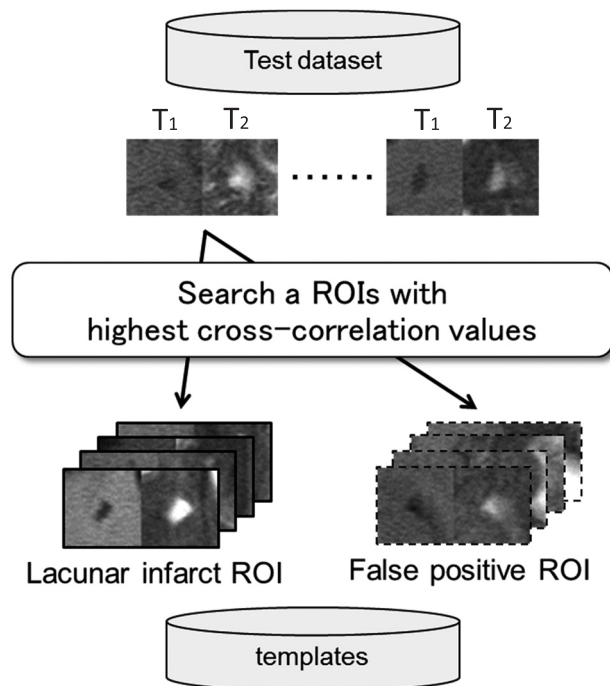 Test dataset
T1 T2 T1 T2
Search a ROIs with
highest cross-correlation values
Lacunar infarct ROI False positive ROI
templates